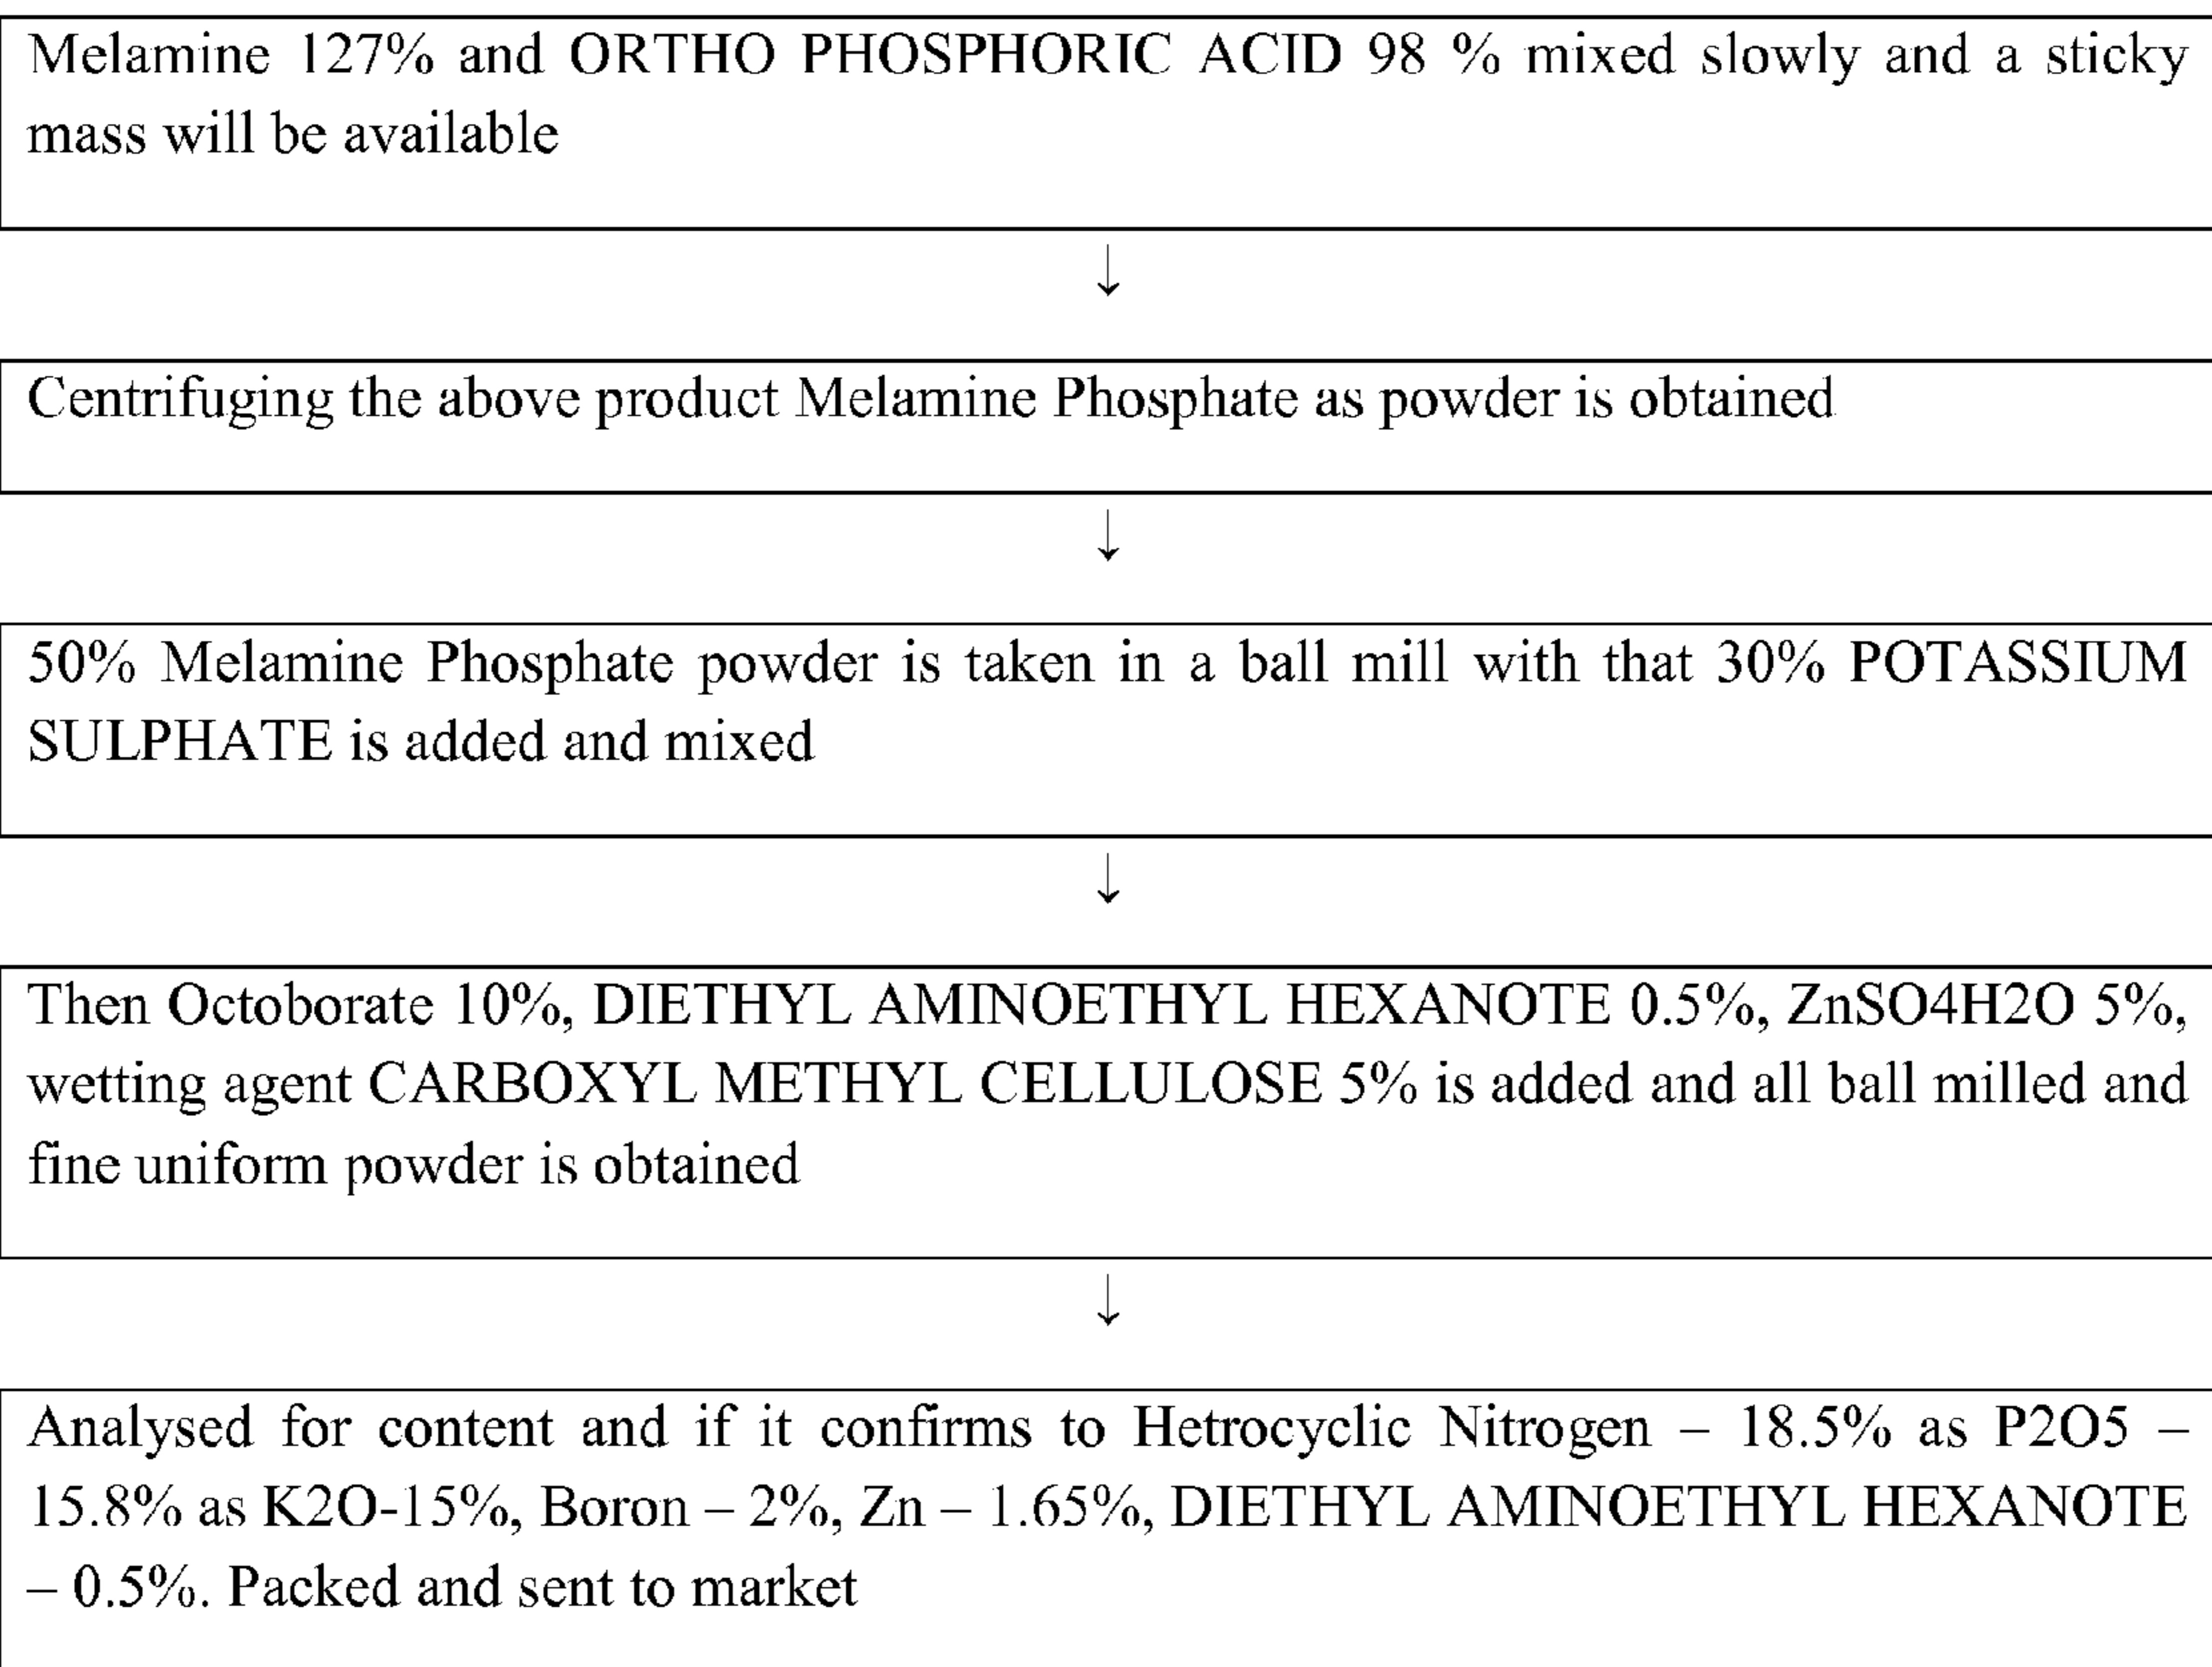 Melamine 127% and ORTHO PHOSPHORIC ACID 98 % mixed slowly and a sticky
mass will be available
↓
Centrifuging the above product Melamine Phosphate as powder is obtained
↓
50% Melamine Phosphate powder is taken in a ball mill with that 30% POTASSIUM
SULPHATE is added and mixed
↓
Then Octoborate 10%, DIETHYL AMINOETHYL HEXANOTE 0.5%, ZnSO4H2O 5%,
wetting agent CARBOXYL METHYL CELLULOSE 5% is added and all ball milled and
fine uniform powder is obtained
↓
Analysed for content and if it confirms to Hetrocyclic Nitrogen – 18.5% as P2O5 –
15.8% as K2O-15%, Boron – 2%, Zn – 1.65%, DIETHYL AMINOETHYL HEXANOTE
– 0.5%. Packed and sent to market